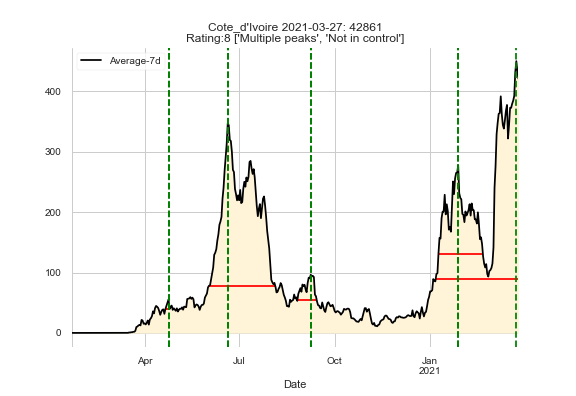 Cote_d'Ivoire 2021-03-27: 42861
Rating:8 ['Multiple peaks', 'Not in control']
Average-7d
400
300
200
100
0
Apr
Jul
Oct
Jan
2021
Date